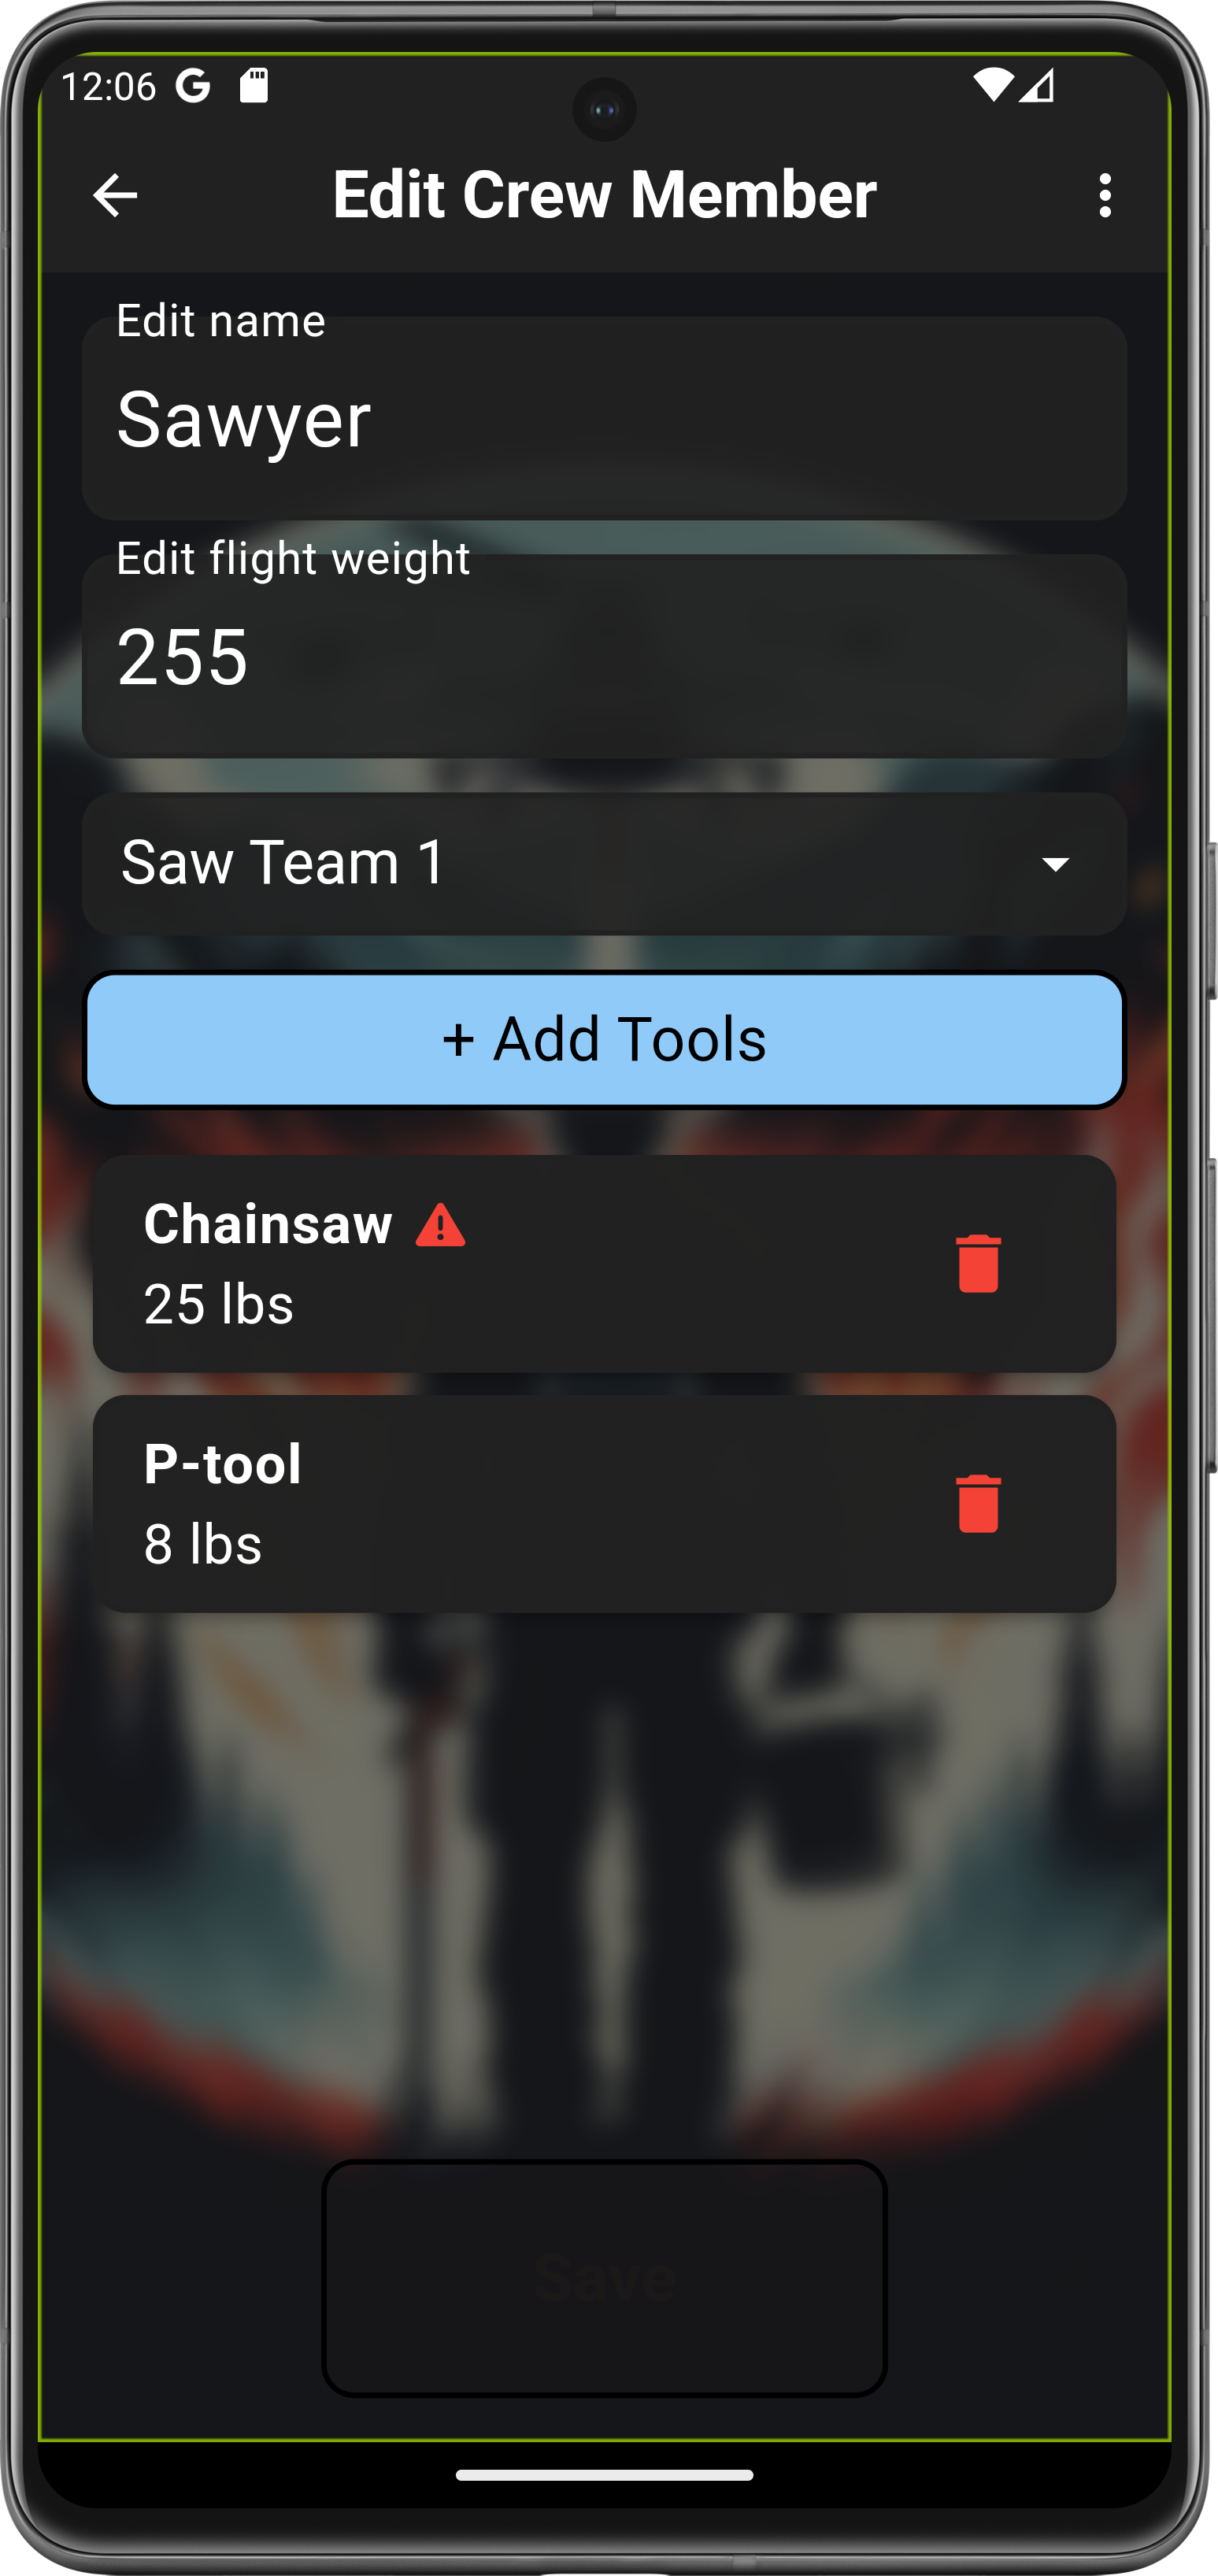 12:06
Edit Crew Member
Edit name
Sawyer
Edit flight weight
255
Saw Team 1
+ Add Tools
Chainsaw
25 lbs
P-tool
8 lbs
Save